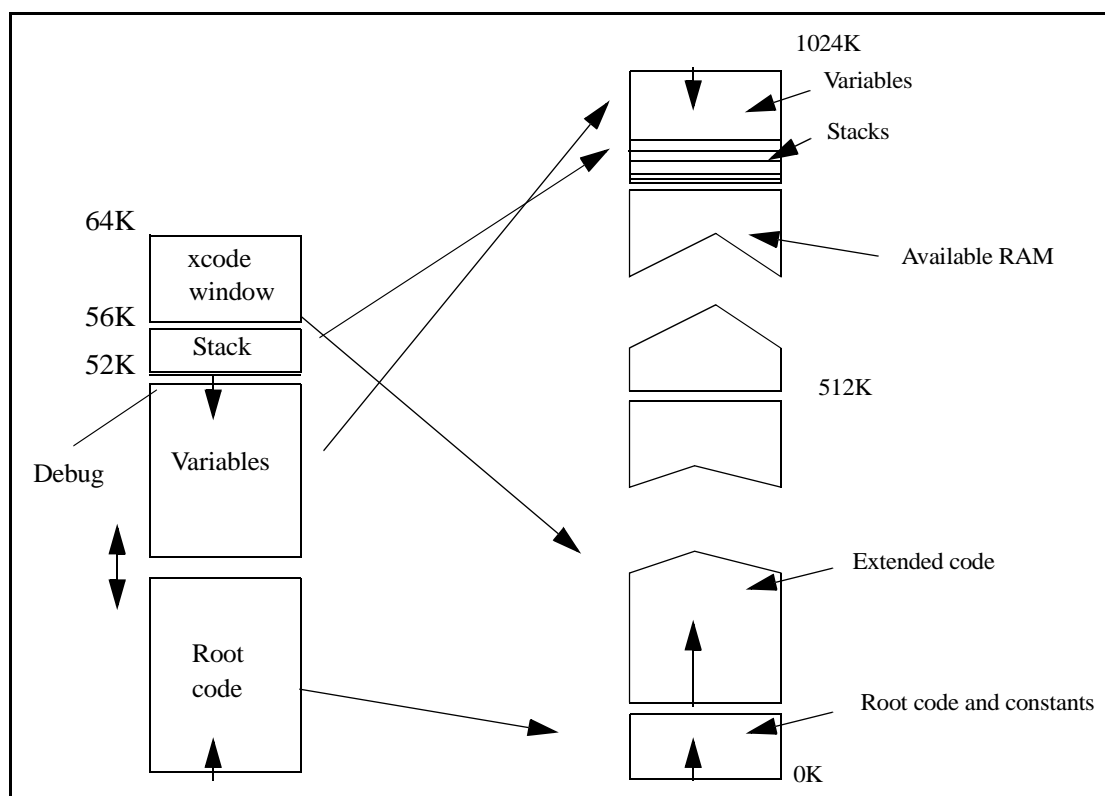 1024K
Variables
Stacks
64K
xcode
window
Available RAM
56K
Stack
52K
512K
Variables
Debug
Extended code
Root
code
Root code and constants
0K